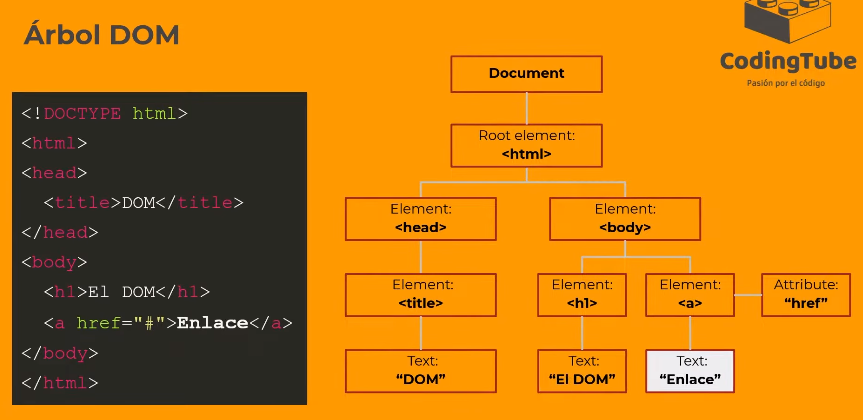 Árbol DOM
CodingTube
Pasión por el código
<!DOCTYPE html>
<html>
<head>
<title>DOM</title>
</head>
<body>
<h1>El DOM</h1>
<a href="#">Enlace</a>
</body>
</html>
Document
Root element:
<html>
Element:
<head>
Element:
<body>
Element:
<title>
Element:
<h1>
Element:
<a>
Attribute:
“href”
Text:
“DOM”
Text:
“El DOM”
Text:
“Enlace”